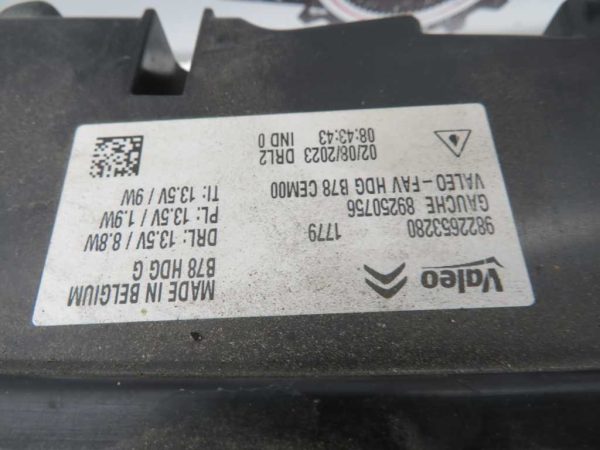 Valeo
9822653280 1779
GAUCHE 89250756
VALEO-FAV HDG B78 CEM00
02/08/2023 DRL2
08:43:43 IND 0
MADE IN BELGIUM
B78 HDG G
DRL: 13.5V / 8.8W
PL: 13.5V / 1.9W
TI: 13.5V / 9W